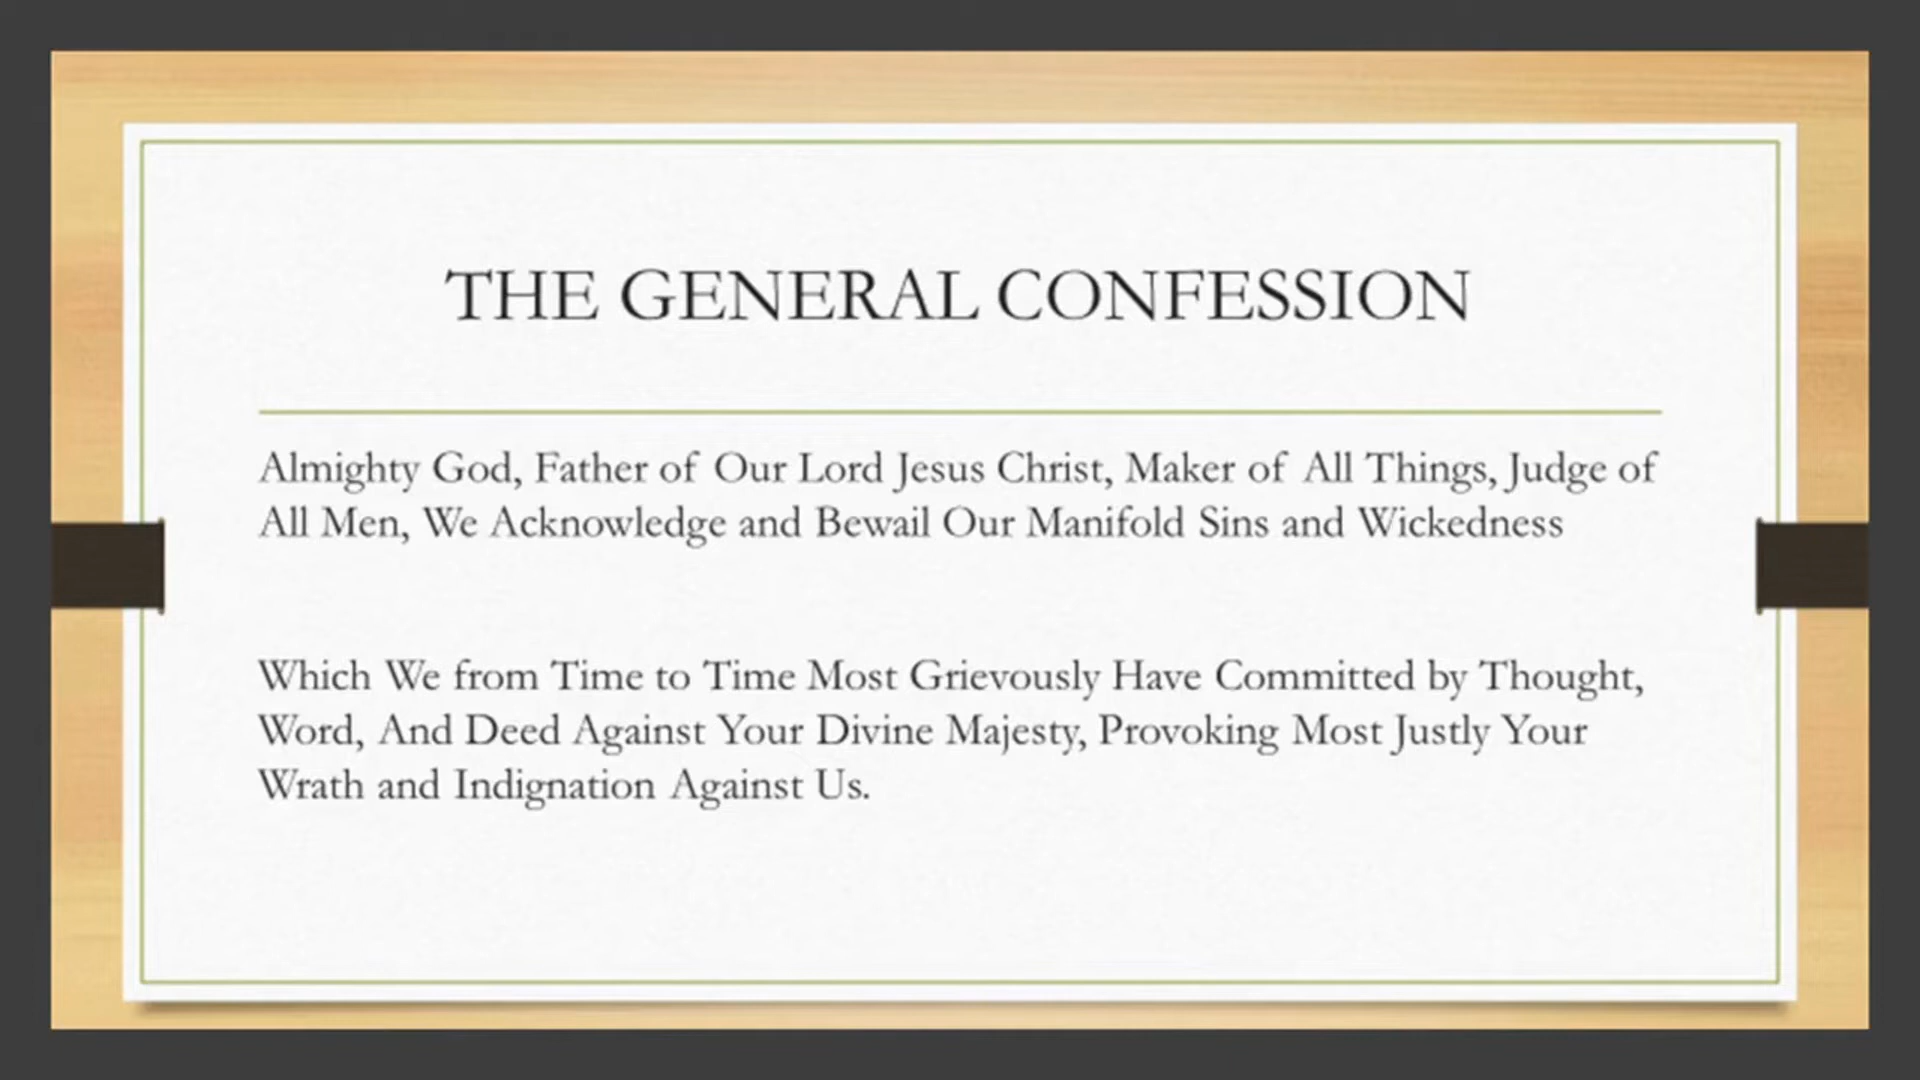 THE GENERAL CONFESSION
Almighty God, Father of Our Lord Jesus Christ, Maker of All Things, Judge of
All Men, We Acknowledge and Bewail Our Manifold Sins and Wickedness
Which We from Time to Time Most Grievously Have Committed by Thought,
Word, And Deed Against Your Divine Majesty, Provoking Most Justly Your
Wrath and Indignation Against Us.